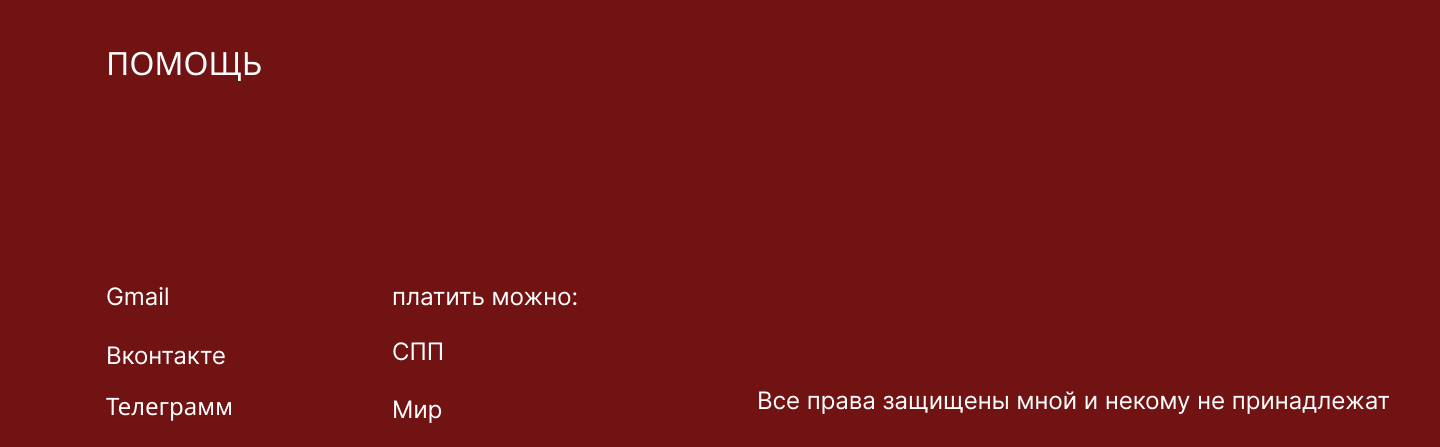 ПОМОЩЬ
Gmail
Вконтакте
Телеграмм
платить можно:
СПП
Мир
Все права защищены мной и некому не принадлежат